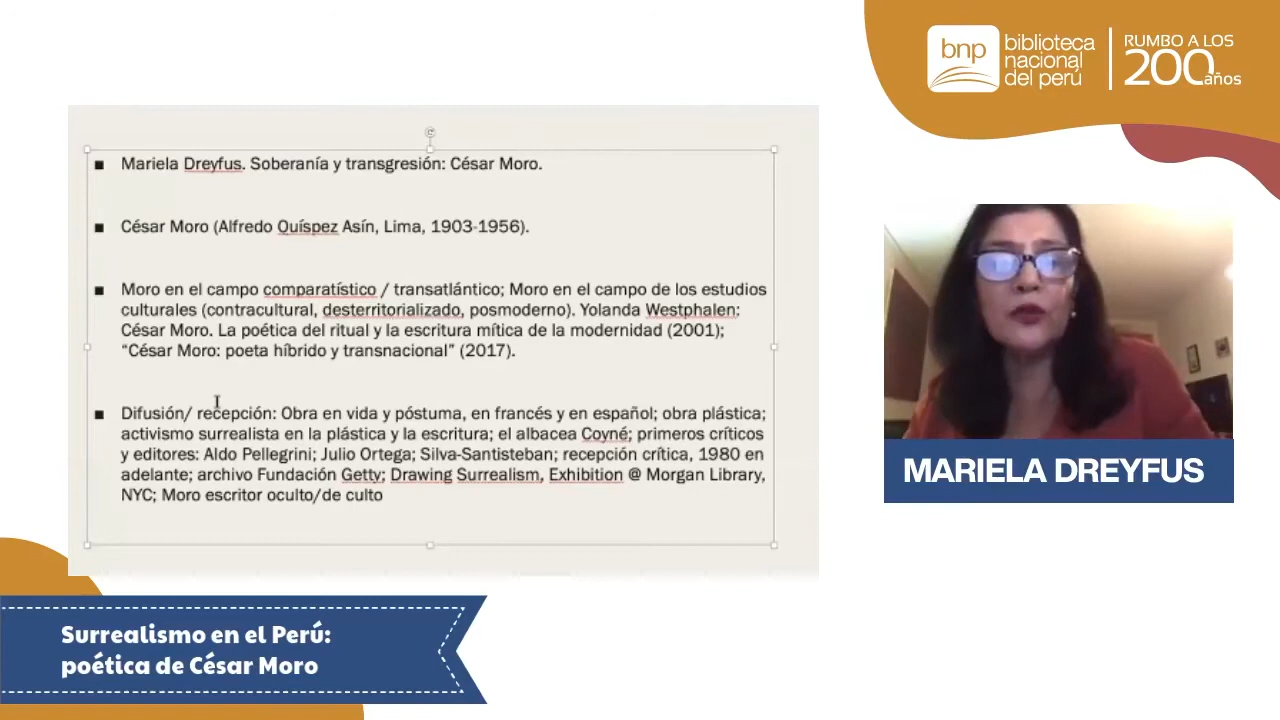 bnp
biblioteca
nacional
del perú
RUMBO A LOS
200
años
Mariela Dreyfus. Soberanía y transgresión: César Moro.
César Moro (Alfredo Quíspez Asín, Lima, 1903-1956).
Moro en el campo comparatístico / transatlántico; Moro en el campo de los estudios
culturales (contracultural, desterritorializado, posmoderno). Yolanda Westphalen:
César Moro. La poética del ritual y la escritura mítica de la modernidad (2001);
“César Moro: poeta híbrido y transnacional” (2017).
Difusión/ recepción: Obra en vida y póstuma, en francés y en español; obra plástica;
activismo surrealista en la plástica y la escritura; el albacea Coyné; primeros críticos
y editores: Aldo Pellegrini; Julio Ortega; Silva-Santisteban; recepción crítica, 1980 en
adelante; archivo Fundación Getty; Drawing Surrealism, Exhibition @ Morgan Library,
NYC; Moro escritor oculto/de culto
MARIELA DREYFUS
Surrealismo en el Perú:
poética de César Moro